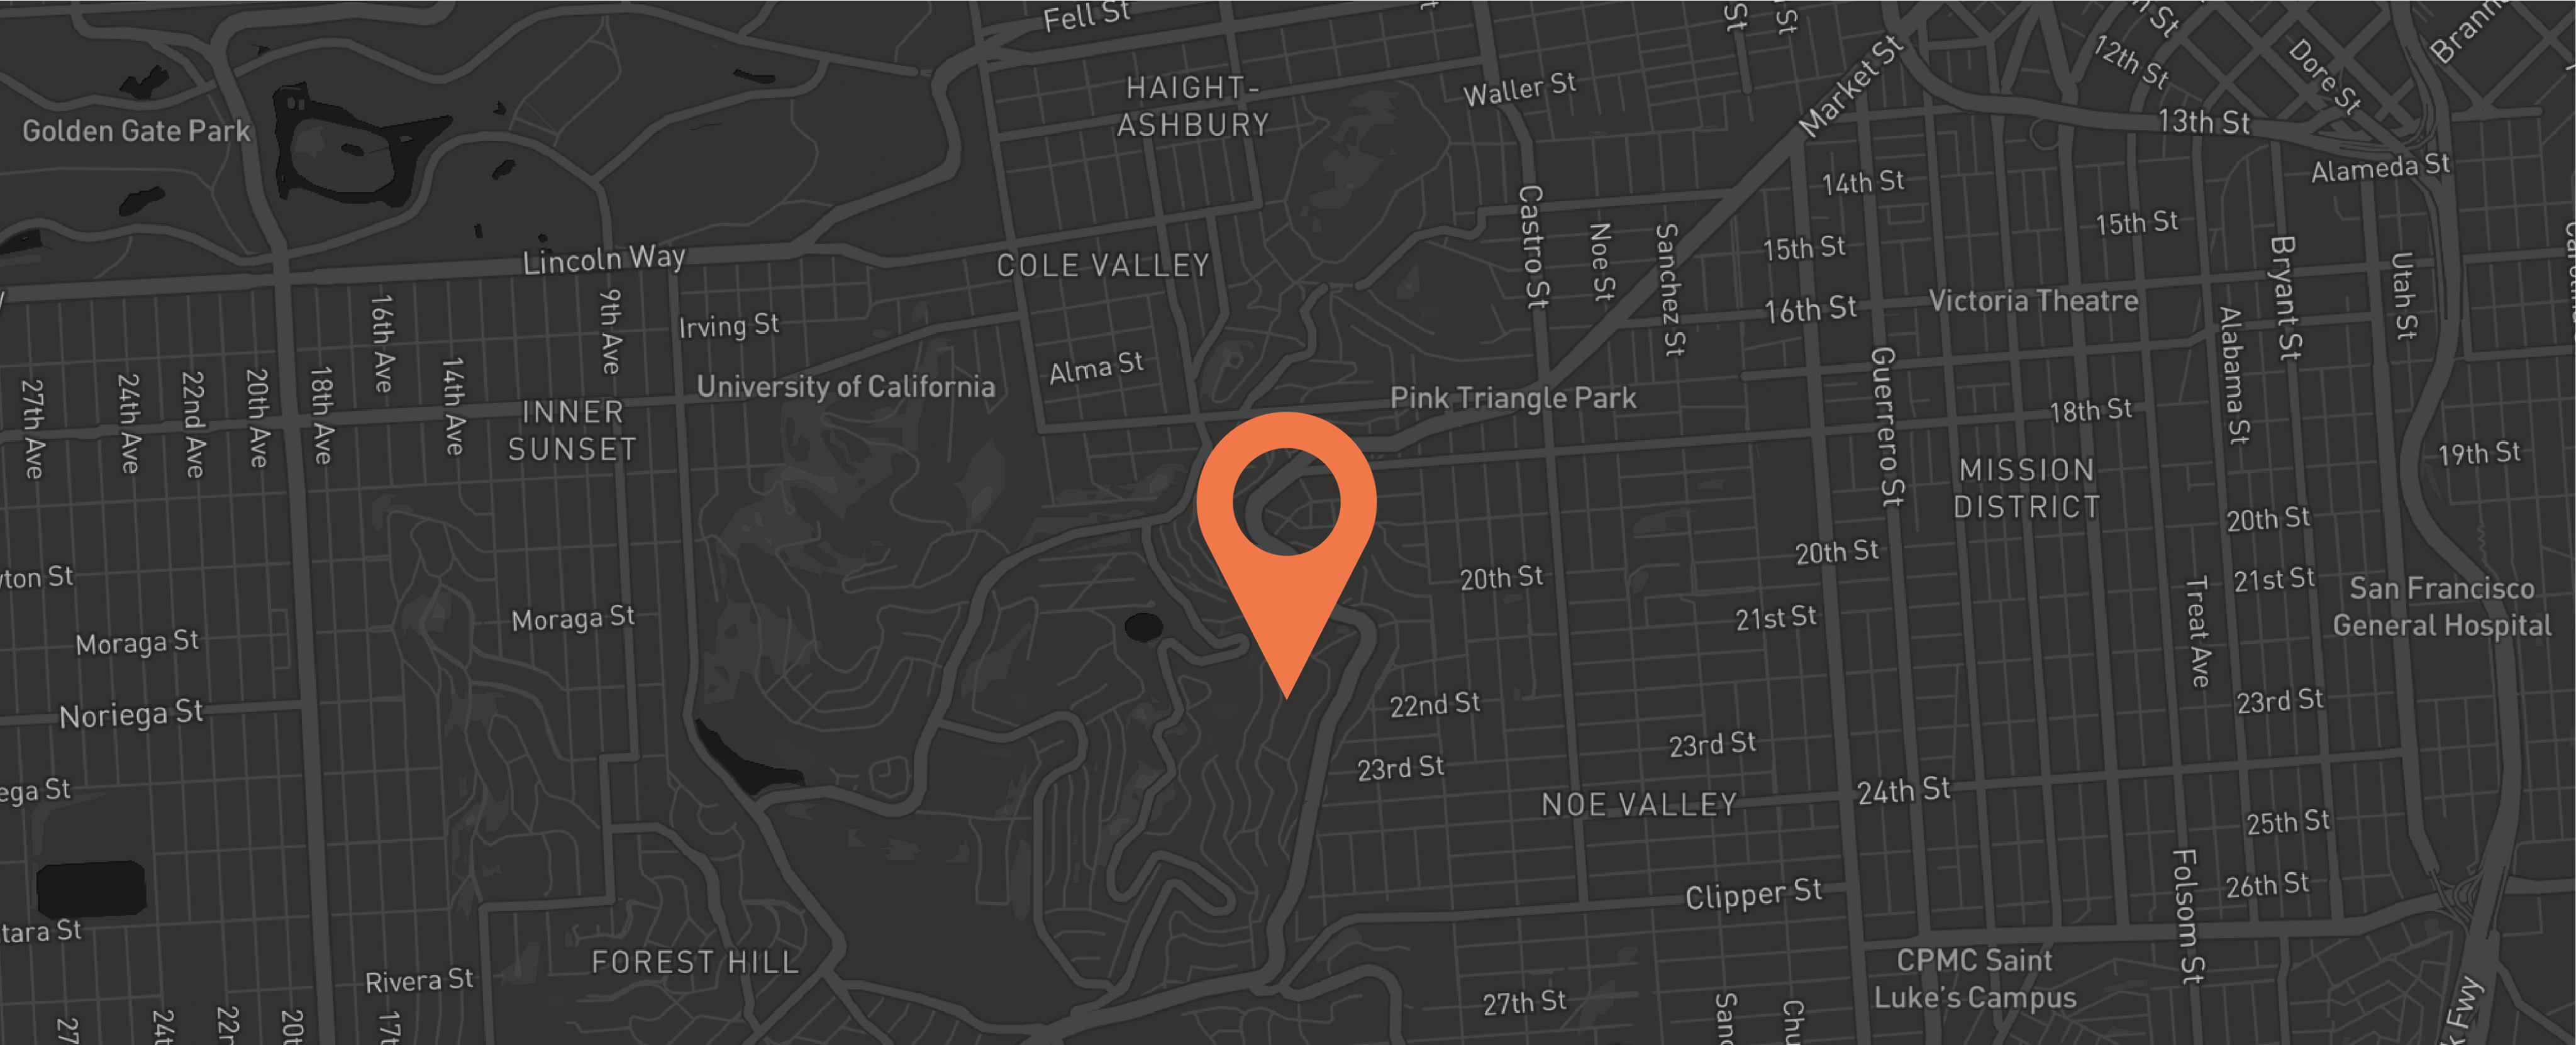 Fell St
HAIGHT-
ASHBURY
Waller St
Market St
12th St
Dore St
13th St
Alameda St
Golden Gate Park
14th St
15th St
Castro St
Noe St
Sanchez St
15th St
Bryant St
Utah St
Lincoln Way
COLE VALLEY
16th St
Victoria Theatre
16th Ave
9th Ave
Irving St
Alabama St
27th Ave
24th Ave
22nd Ave
20th Ave
18th Ave
14th Ave
INNER
SUNSET
University of California
Alma St
Pink Triangle Park
Guerrero St
18th St
MISSION
DISTRICT
19th St
20th St
20th St
20th St
21st St
San Francisco
General Hospital
Moraga St
Moraga St
21st St
Treat Ave
Noriega St
22nd St
23rd St
23rd St
23rd St
NOE VALLEY
24th St
25th St
Clipper St
Folsom St
26th St
FOREST HILL
Rivera St
27th St
CPMC Saint
Luke's Campus
Fwy